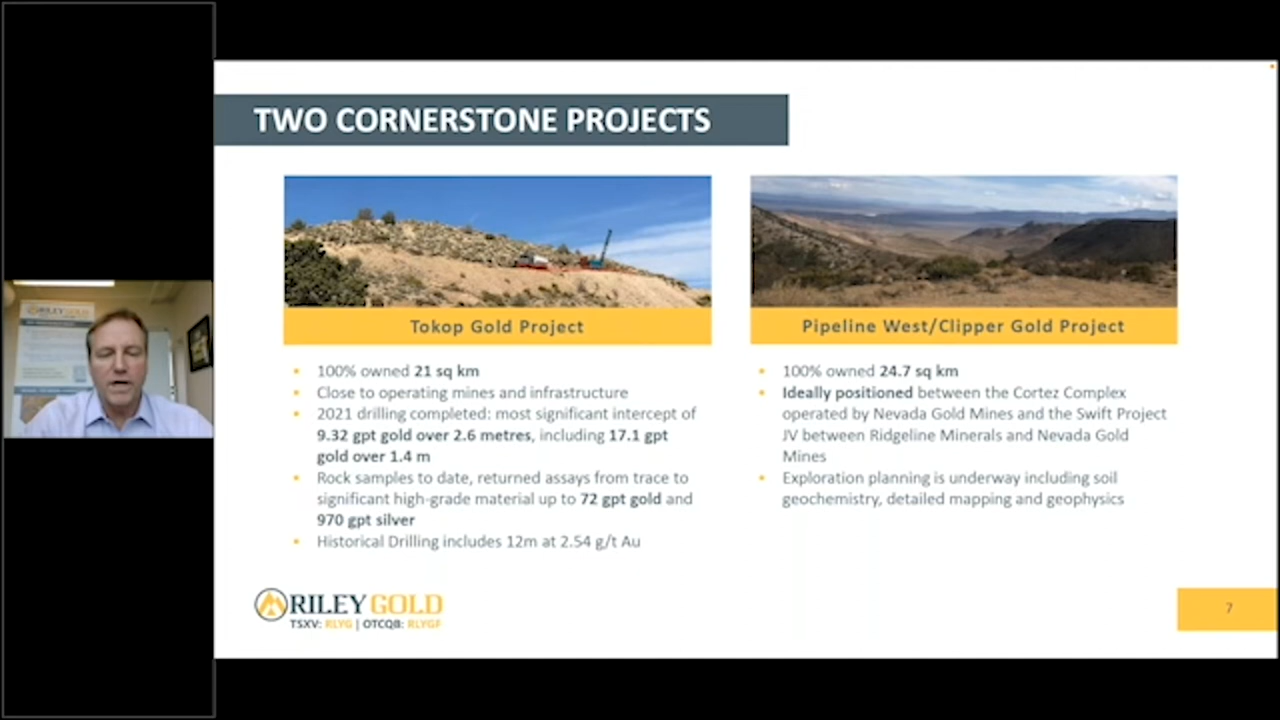 TWO CORNERSTONE PROJECTS
Tokop Gold Project
100% owned 21 sq km
Close to operating mines and infrastructure
2021 drilling completed: most significant intercept of
9.32 gpt gold over 2.6 metres, including 17.1 gpt
gold over 1.4 m
Rock samples to date, returned assays from trace to
significant high-grade material up to 72 gpt gold and
970 gpt silver
Historical Drilling includes 12m at 2.54 g/t Au
Pipeline West/Clipper Gold Project
100% owned 24.7 sq km
Ideally positioned between the Cortez Complex
operated by Nevada Gold Mines and the Swift Project
JV between Ridgeline Minerals and Nevada Gold
Mines
Exploration planning is underway including soil
geochemistry, detailed mapping and geophysics
RILEY GOLD
TSXV: RLYG | OTCQB: RLYGF
7
RILEY GOLD